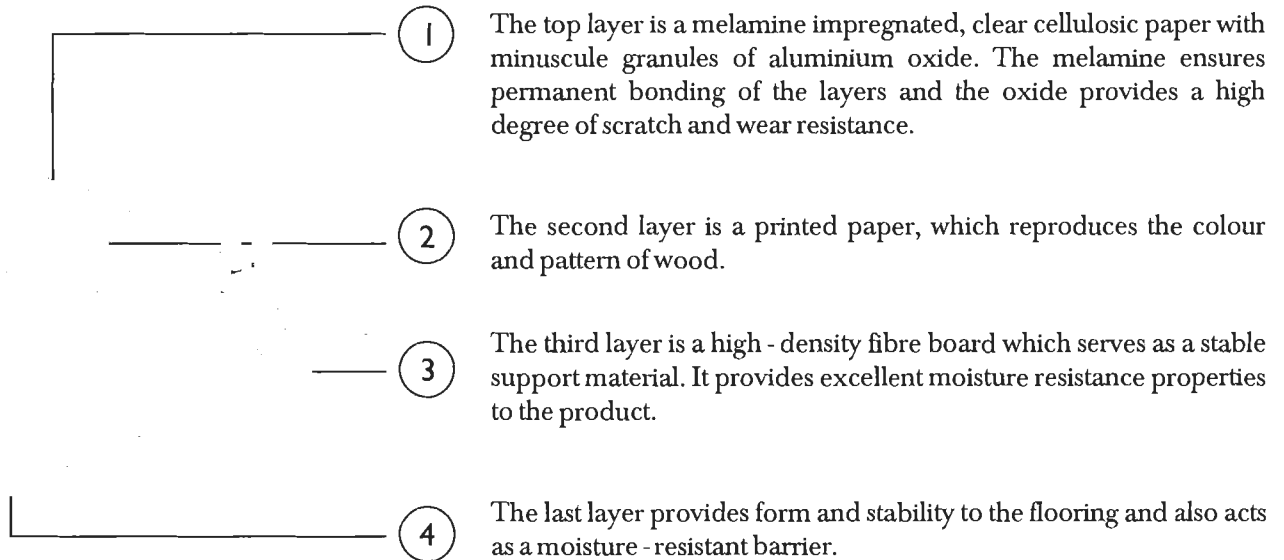 1
The top layer is a melamine impregnated, clear cellulosic paper with
minuscule granules of aluminium oxide. The melamine ensures
permanent bonding of the layers and the oxide provides a high
degree of scratch and wear resistance.
2
The second layer is a printed paper, which reproduces the colour
and pattern of wood.
3
The third layer is a high - density fibre board which serves as a stable
support material. It provides excellent moisture resistance properties
to the product.
4
The last layer provides form and stability to the flooring and also acts
as a moisture - resistant barrier.